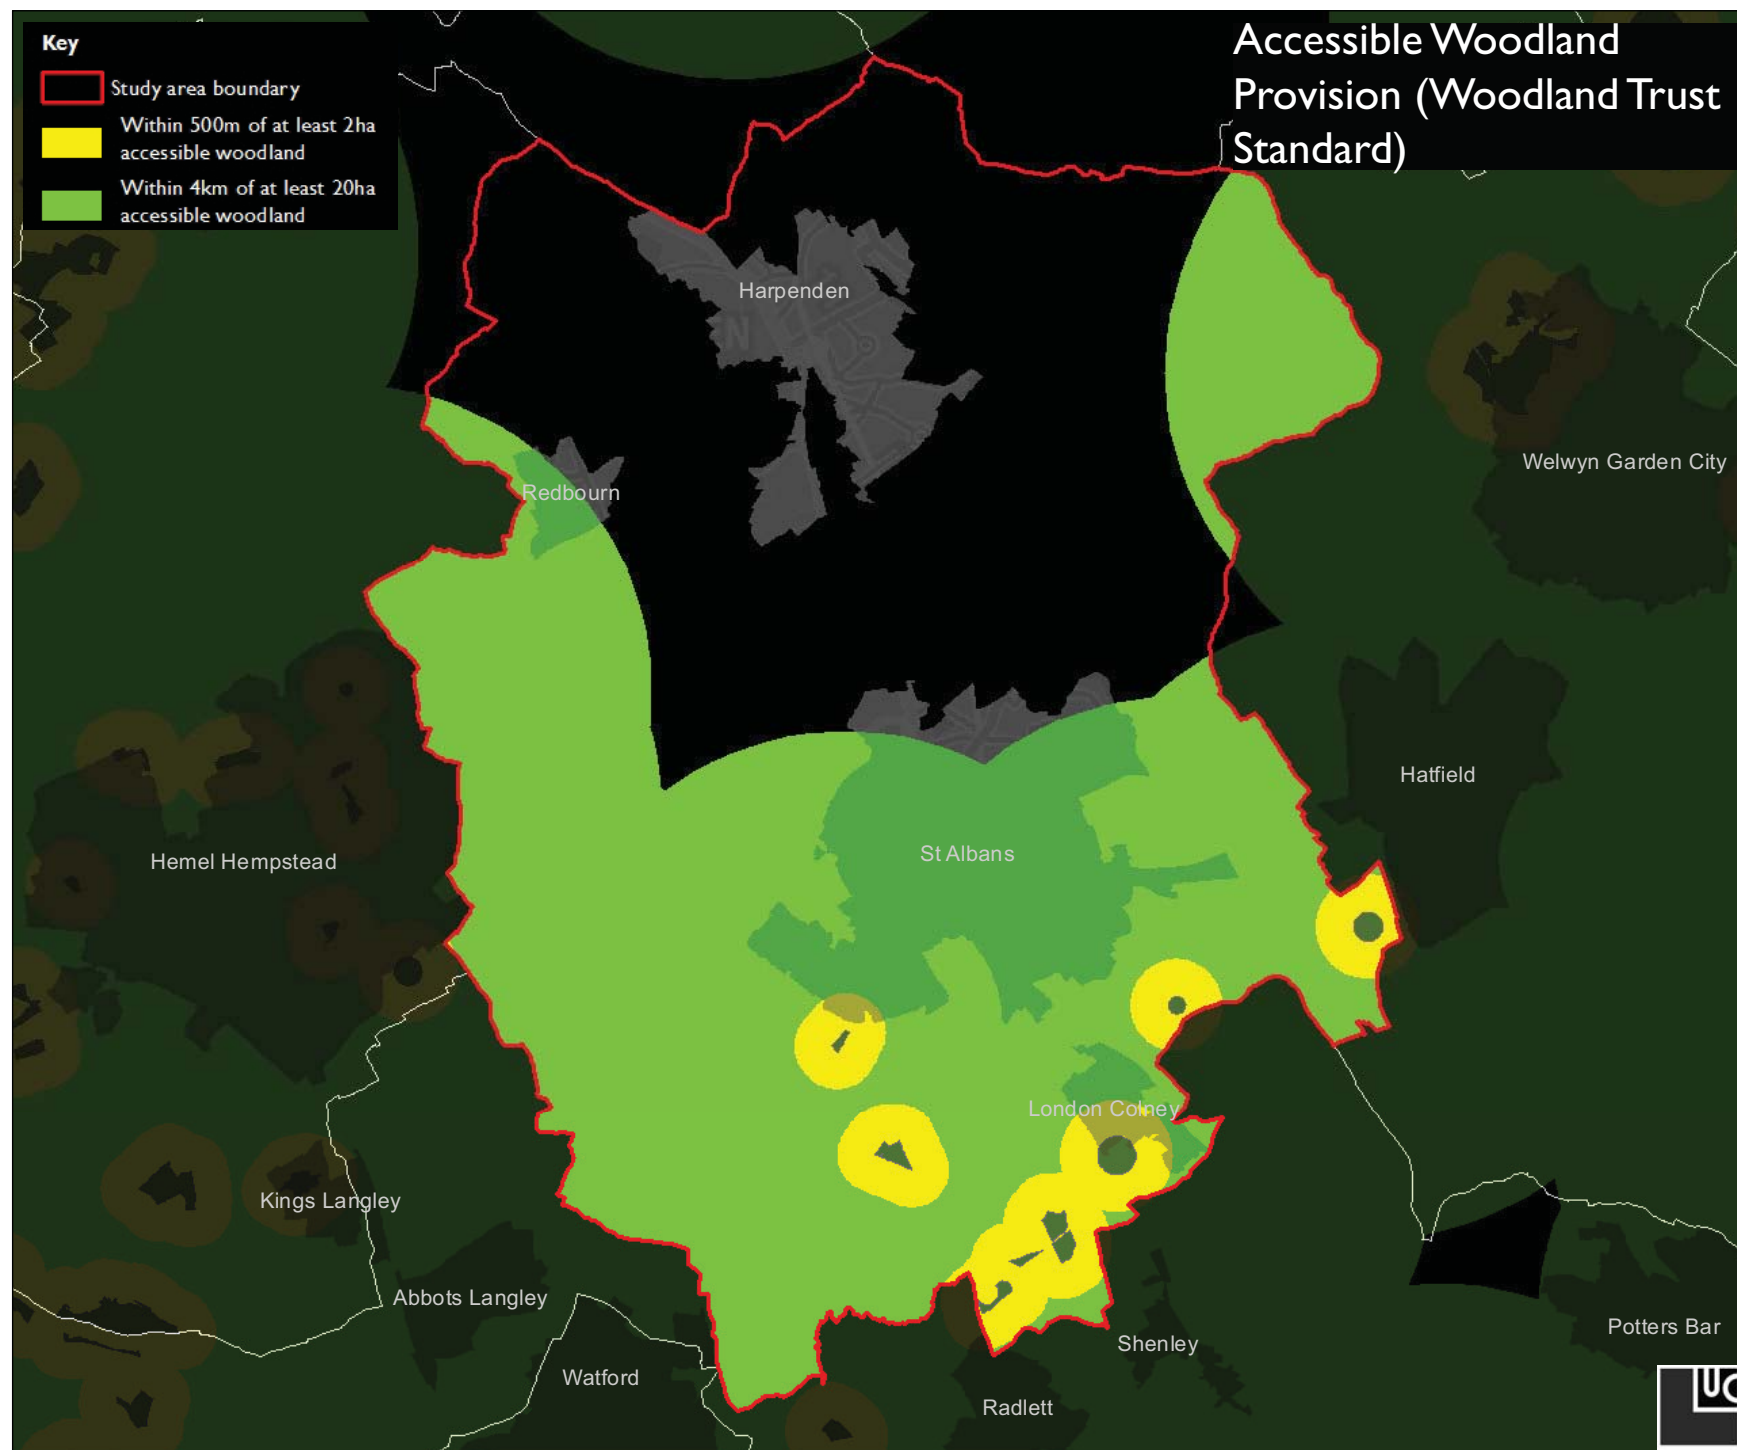 Key
Study area boundary
Within 500m of at least 2ha
accessible woodland
Within 4km of at least 20ha
accessible woodland
Accessible Woodland
Provision (Woodland Trust
Standard)
Harpenden
Welwyn Garden City
Redbourn
Hatfield
St Albans
Hemel Hempstead
London Colney
Kings Langley
Abbots Langley
Potters Bar
Shenley
Watford
Radlett